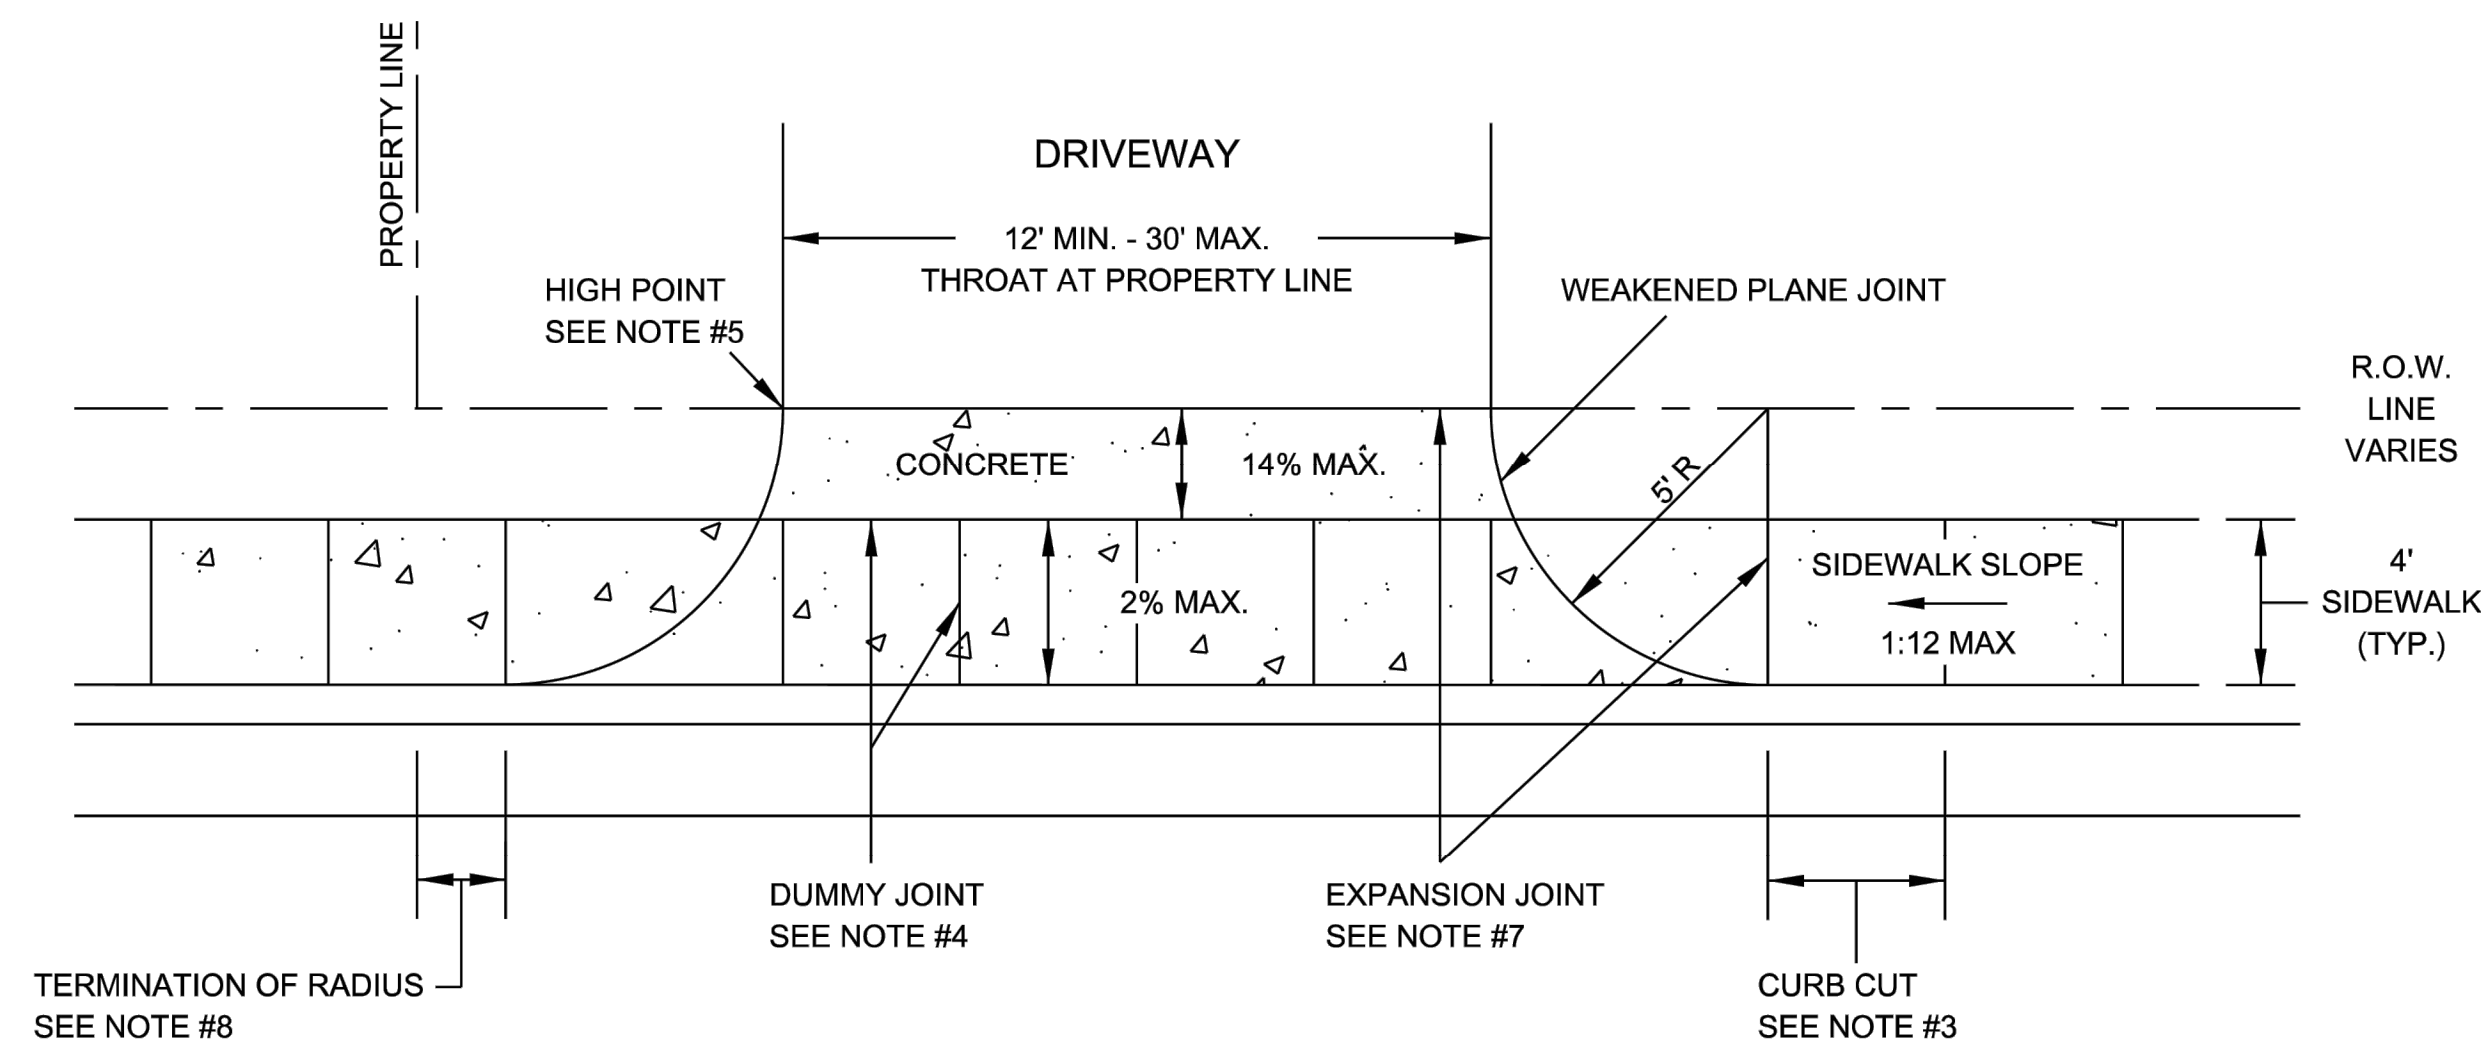 PROPERTY LINE
DRIVEWAY
12' MIN. - 30' MAX.
THROAT AT PROPERTY LINE
HIGH POINT
SEE NOTE #5
WEAKENED PLANE JOINT
R.O.W.
LINE
VARIES
CONCRETE
14% MAX.
5' R
SIDEWALK SLOPE
1:12 MAX
2% MAX.
4'
SIDEWALK
(TYP.)
DUMMY JOINT
SEE NOTE #4
EXPANSION JOINT
SEE NOTE #7
TERMINATION OF RADIUS
SEE NOTE #8
CURB CUT
SEE NOTE #3